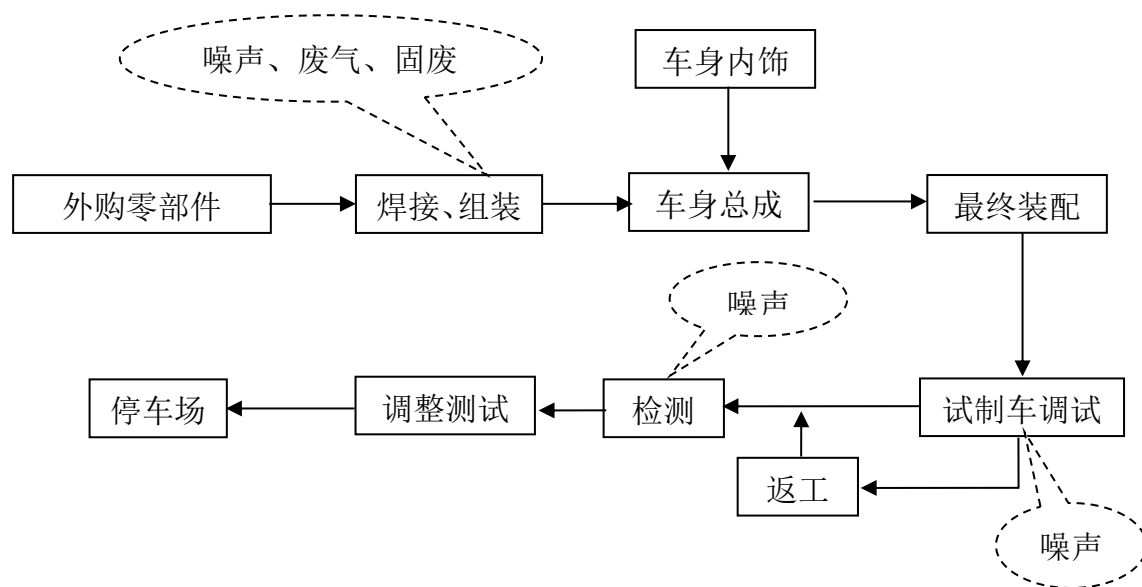 噪声、废气、固废
车身内饰
外购零部件
焊接、组装
车身总成
最终装配
噪声
停车场
调整测试
检测
试制车调试
返工
噪声